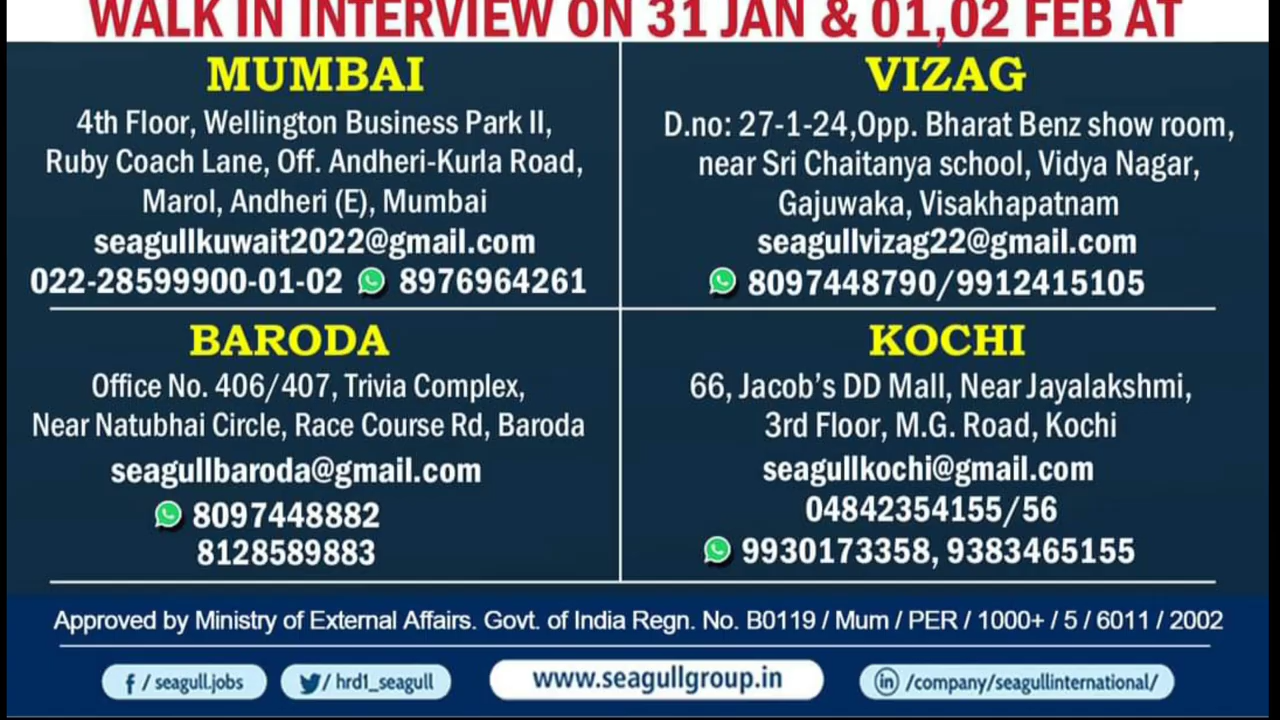 WALK IN INTERVIEW ON 31 JAN & 01,02 FEB AT
MUMBAI
4th Floor, Wellington Business Park II,
Ruby Coach Lane, Off. Andheri-Kurla Road,
Marol, Andheri (E), Mumbai
seagullkuwait2022@gmail.com
022-28599900-01-02 8976964261
VIZAG
D.no: 27-1-24,Opp. Bharat Benz show room,
near Sri Chaitanya school, Vidya Nagar,
Gajuwaka, Visakhapatnam
seagullvizag22@gmail.com
8097448790/9912415105
BARODA
Office No. 406/407, Trivia Complex,
Near Natubhai Circle, Race Course Rd, Baroda
seagullbaroda@gmail.com
8097448882
8128589883
KOCHI
66, Jacob's DD Mall, Near Jayalakshmi,
3rd Floor, M.G. Road, Kochi
seagullkochi@gmail.com
04842354155/56
9930173358, 9383465155
Approved by Ministry of External Affairs. Govt. of India Regn. No. B0119 / Mum / PER / 1000+ / 5 / 6011 / 2002
f / seagull.jobs
/ hrd1_seagull
www.seagullgroup.in
in /company/seagullinternational/